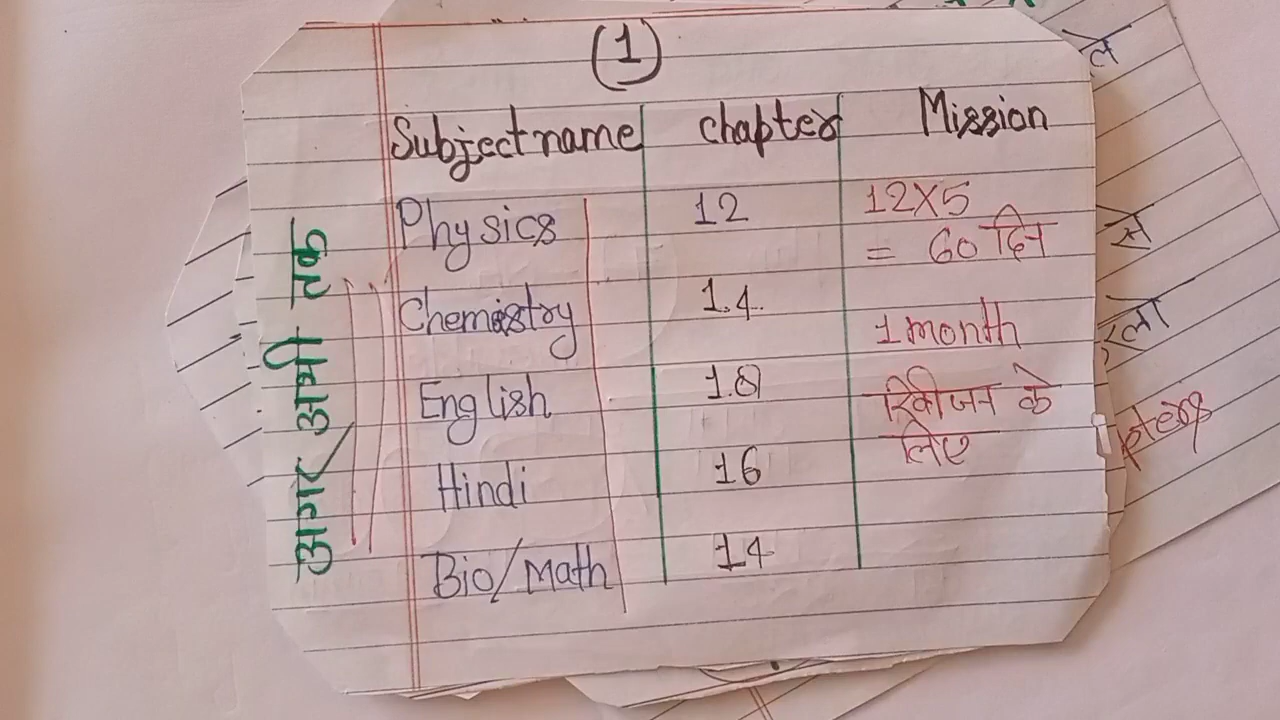 (1)
Subject name chapter Mission
Physics 12 12X5
= 60 दिन
Chemistry 14
1 month
English 18
रिवीजन के
लिए
Hindi 16
Bio/Math 14
अगर अभी तक
ले
से
ला
pters